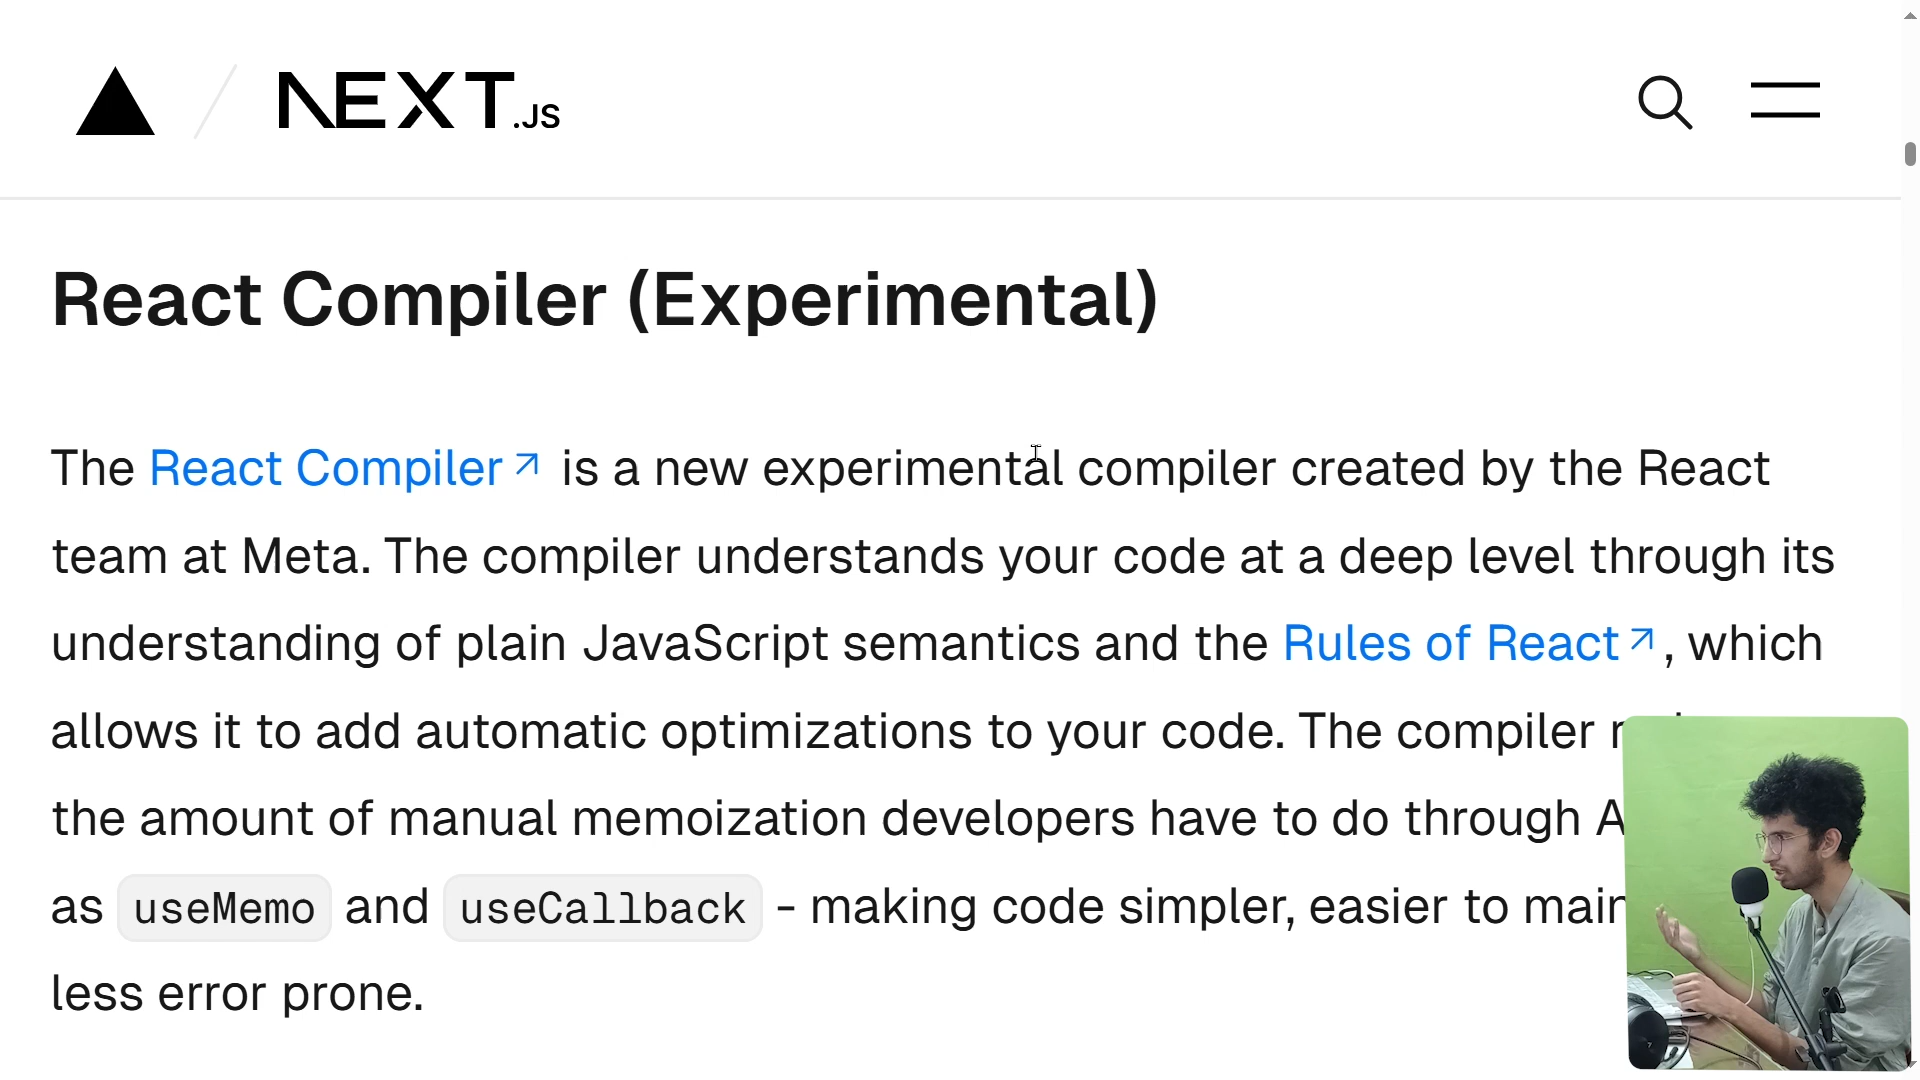 NEXT.JS
React Compiler (Experimental)
The React Compiler is a new experimental compiler created by the React
team at Meta. The compiler understands your code at a deep level through its
understanding of plain JavaScript semantics and the Rules of React, which
allows it to add automatic optimizations to your code. The compiler
the amount of manual memoization developers have to do through
as useMemo and useCallback - making code simpler, easier to
less error prone.